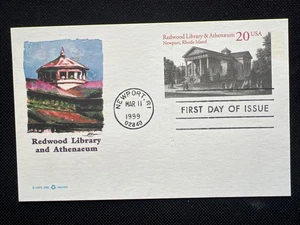 Redwood Library & Athenaeum
Newport, Rhode Island
20 USA
NEWPORT, RI
MAR 11
1999
02840
FIRST DAY OF ISSUE
Redwood Library
and Athenaeum